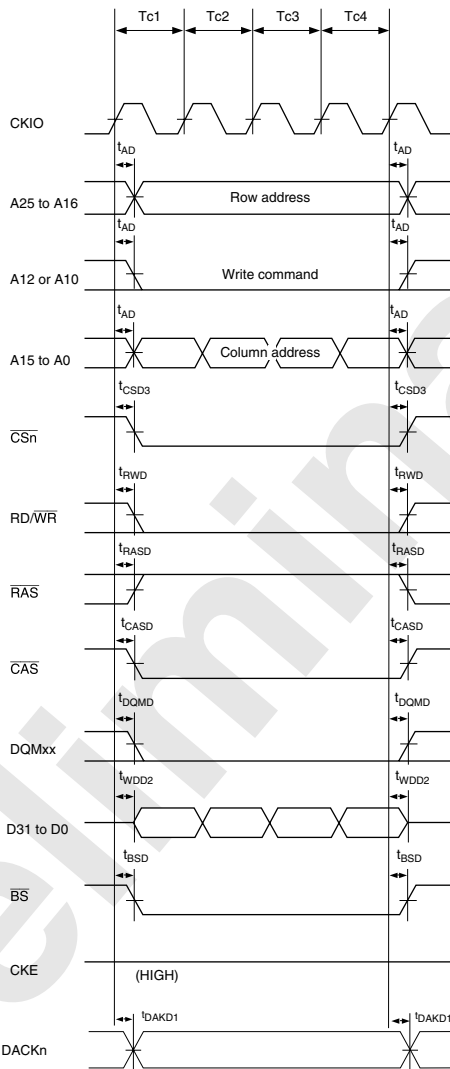 Tc1 Tc2 Tc3 Tc4
CKIO
tAD tAD
A25 to A16 Row address
tAD tAD
A12 or A10 Write command
tAD tAD
A15 to A0 Column address
tCSD3 tCSD3
CSn
tRWD tRWD
RD/WR
tRASD tRASD
RAS
tCASD tCASD
CAS
tDQMD tDQMD
DQMxx
tWDD2 tWDD2
D31 to D0
tBSD tBSD
BS
CKE (HIGH)
tDAKD1 tDAKD1
DACKn
elimina